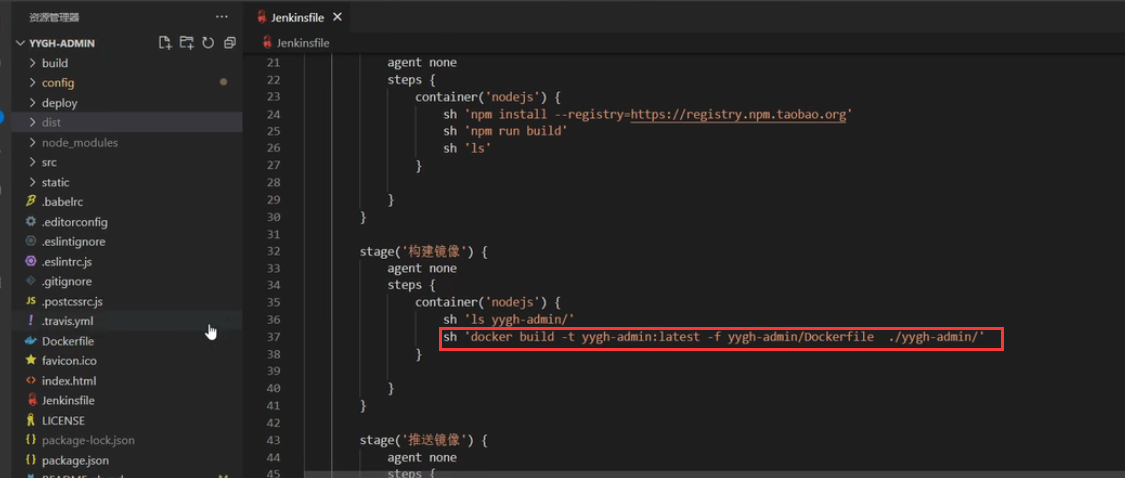 资源管理器
···
Jenkinsfile ×
YYGH-ADMIN
Jenkinsfile
build
config
deploy
dist
node_modules
src
static
.babelrc
.editorconfig
.eslintignore
.eslintrc.js
.gitignore
.postcssrc.js
.travis.yml
Dockerfile
favicon.ico
index.html
Jenkinsfile
LICENSE
package-lock.json
package.json
21 agent none
22 steps {
23 container('nodejs') {
24 sh 'npm install --registry=https://registry.npm.taobao.org'
25 sh 'npm run build'
26 sh 'ls'
27 }
28
29 }
30 }
31
32 stage('构建镜像') {
33 agent none
34 steps {
35 container('nodejs') {
36 sh 'ls yygh-admin/'
37 sh 'docker build -t yygh-admin:latest -f yygh-admin/Dockerfile  ./yygh-admin/'
38 }
39
40 }
41 }
42
43 stage('推送镜像') {
44 agent none
45 steps {